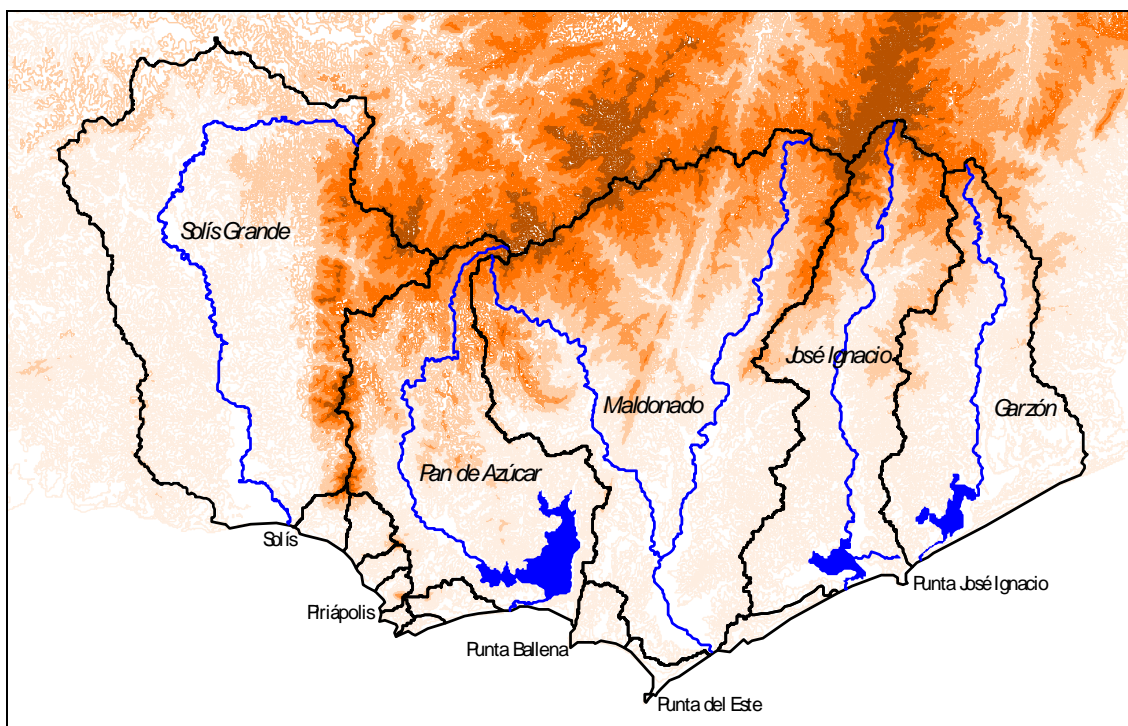 Solís Grande
José Ignacio
Maldonado
Garzón
Pan de Azúcar
Solís
Punta José Ignacio
Piriápolis
Punta Ballena
Punta del Este